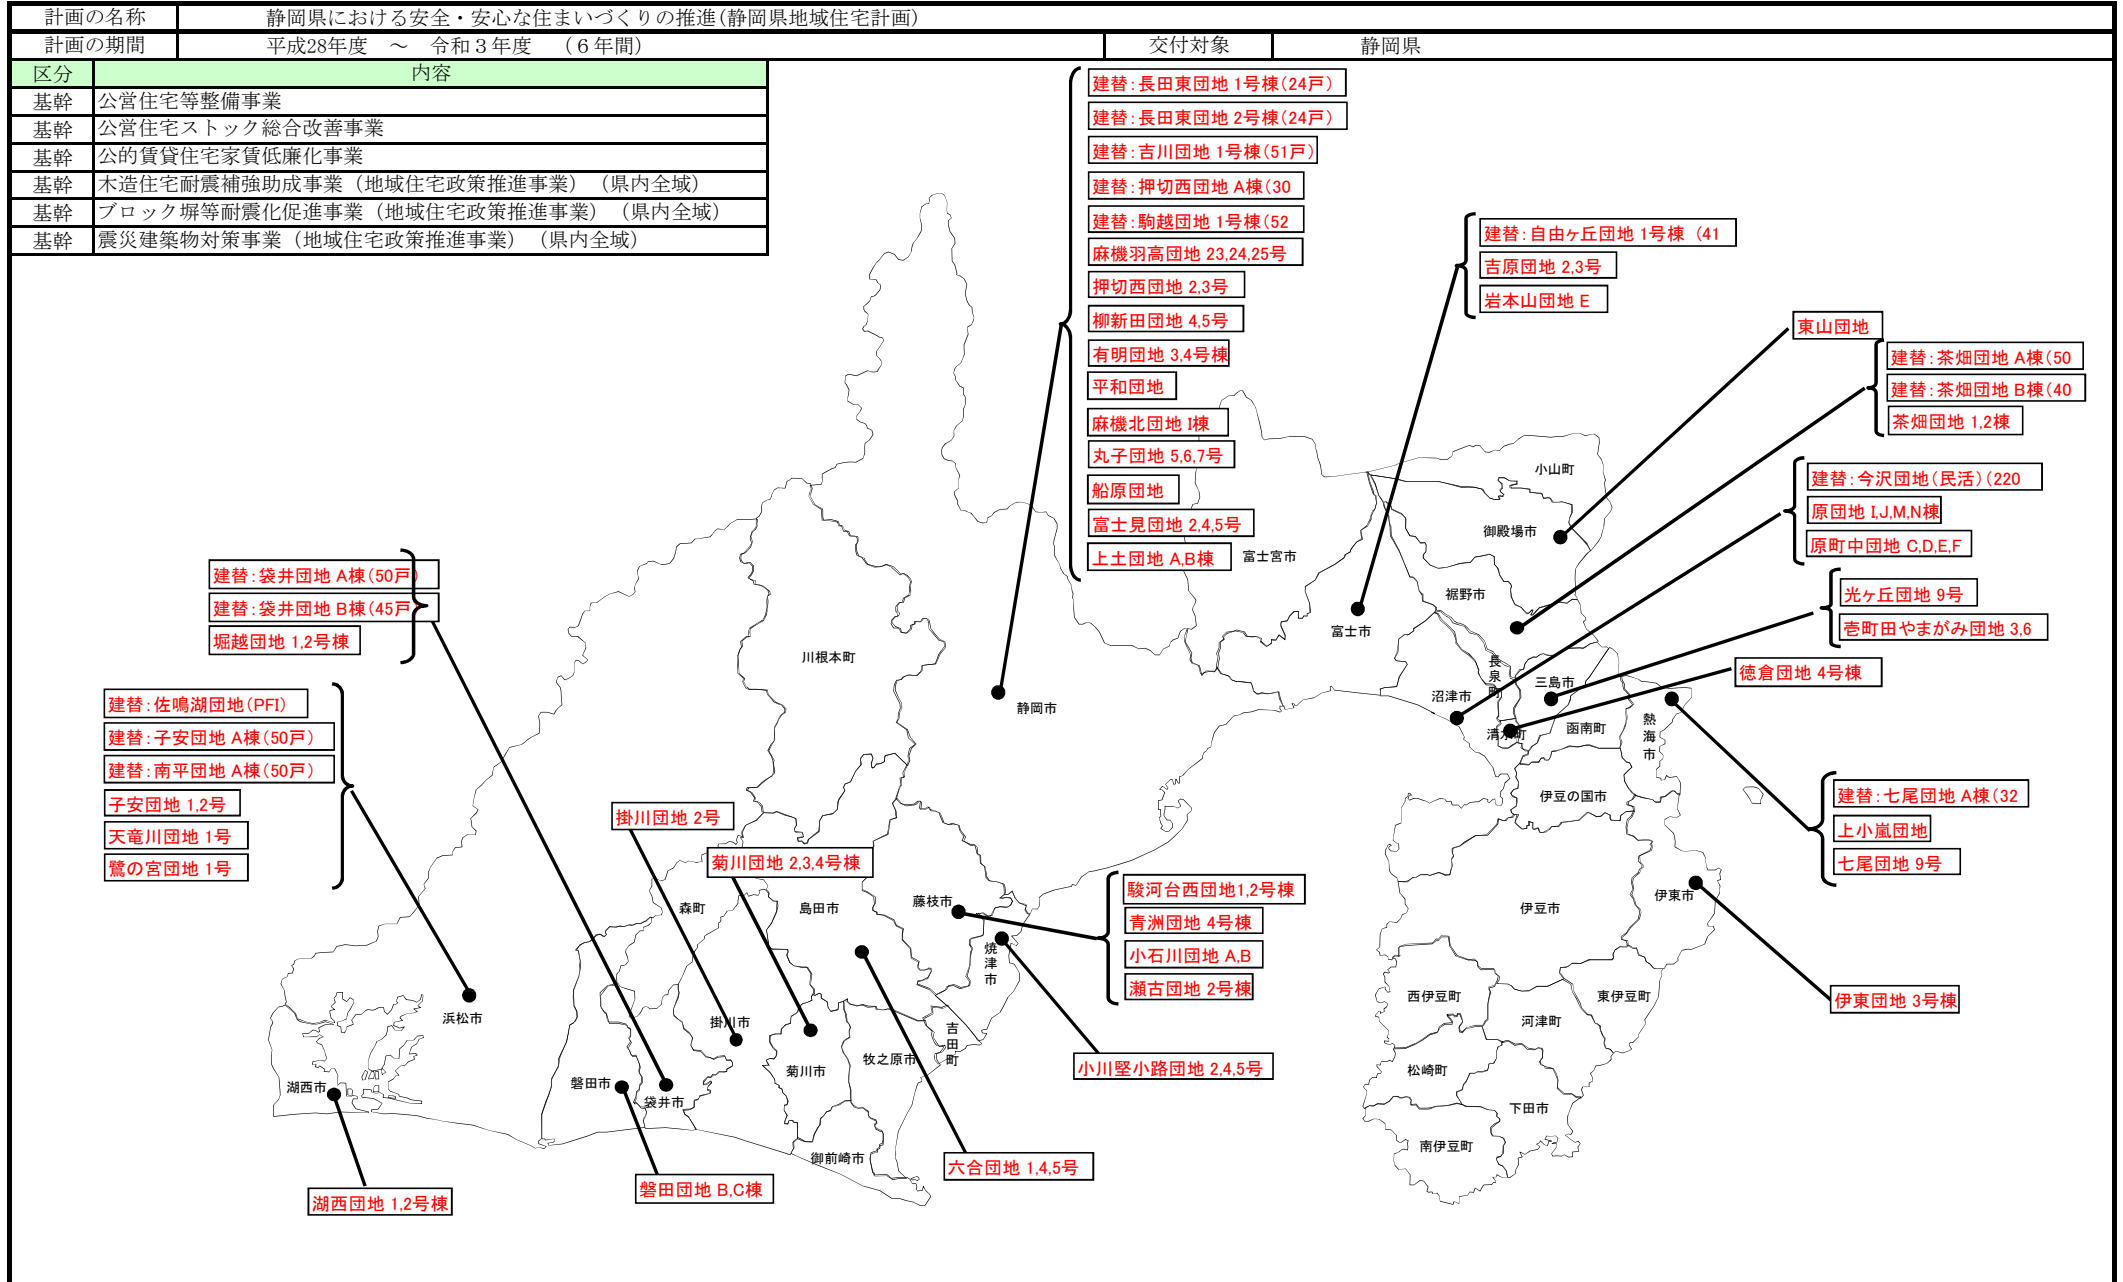 計画の名称 静岡県における安全・安心な住まいづくりの推進(静岡県地域住宅計画)
計画の期間 平成28年度 ～ 令和３年度 （６年間） 交付対象 静岡県
区分 内容
基幹 公営住宅等整備事業
基幹 公営住宅ストック総合改善事業
基幹 公的賃貸住宅家賃低廉化事業
基幹 木造住宅耐震補強助成事業（地域住宅政策推進事業）（県内全域）
基幹 ブロック塀等耐震化促進事業（地域住宅政策推進事業）（県内全域）
基幹 震災建築物対策事業（地域住宅政策推進事業）（県内全域）
建替：長田東団地 1号棟（24戸）
建替：長田東団地 2号棟（24戸）
建替：吉川団地 1号棟（51戸）
建替：押切西団地 A棟（30
建替：駒越団地 1号棟（52
麻機羽高団地 23,24,25号
押切西団地 2,3号
柳新田団地 4,5号
有明団地 3,4号棟
平和団地
麻機北団地 I棟
丸子団地 5,6,7号
船原団地
富士見団地 2,4,5号
上土団地 A,B棟
建替：自由ヶ丘団地 1号棟 （41
吉原団地 2,3号
岩本山団地 E
東山団地
建替：茶畑団地 A棟（50
建替：茶畑団地 B棟（40
茶畑団地 1,2棟
建替：今沢団地（民活）（220
原団地 I,J,M,N棟
原町中団地 C,D,E,F
光ヶ丘団地 9号
壱町田やまがみ団地 3,6
徳倉団地 4号棟
建替：七尾団地 A棟（32
上小嵐団地
七尾団地 9号
伊東団地 3号棟
建替：袋井団地 A棟（50戸）
建替：袋井団地 B棟（45戸
堀越団地 1,2号棟
建替：佐鳴湖団地（PFI）
建替：子安団地 A棟（50戸）
建替：南平団地 A棟（50戸）
子安団地 1,2号
天竜川団地 1号
鷺の宮団地 1号
掛川団地 2号
菊川団地 2,3,4号棟
駿河台西団地1,2号棟
青洲団地 4号棟
小石川団地 A,B
瀬古団地 2号棟
小川堅小路団地 2,4,5号
六合団地 1,4,5号
磐田団地 B,C棟
湖西団地 1,2号棟
小山町
御殿場市
富士宮市
裾野市
富士市
長泉町
三島市
沼津市
清水町
函南町
熱海市
伊豆の国市
伊豆市
伊東市
西伊豆町
東伊豆町
河津町
松崎町
下田市
南伊豆町
川根本町
静岡市
森町
島田市
藤枝市
焼津市
浜松市
掛川市
吉田町
牧之原市
菊川市
湖西市
磐田市
袋井市
御前崎市